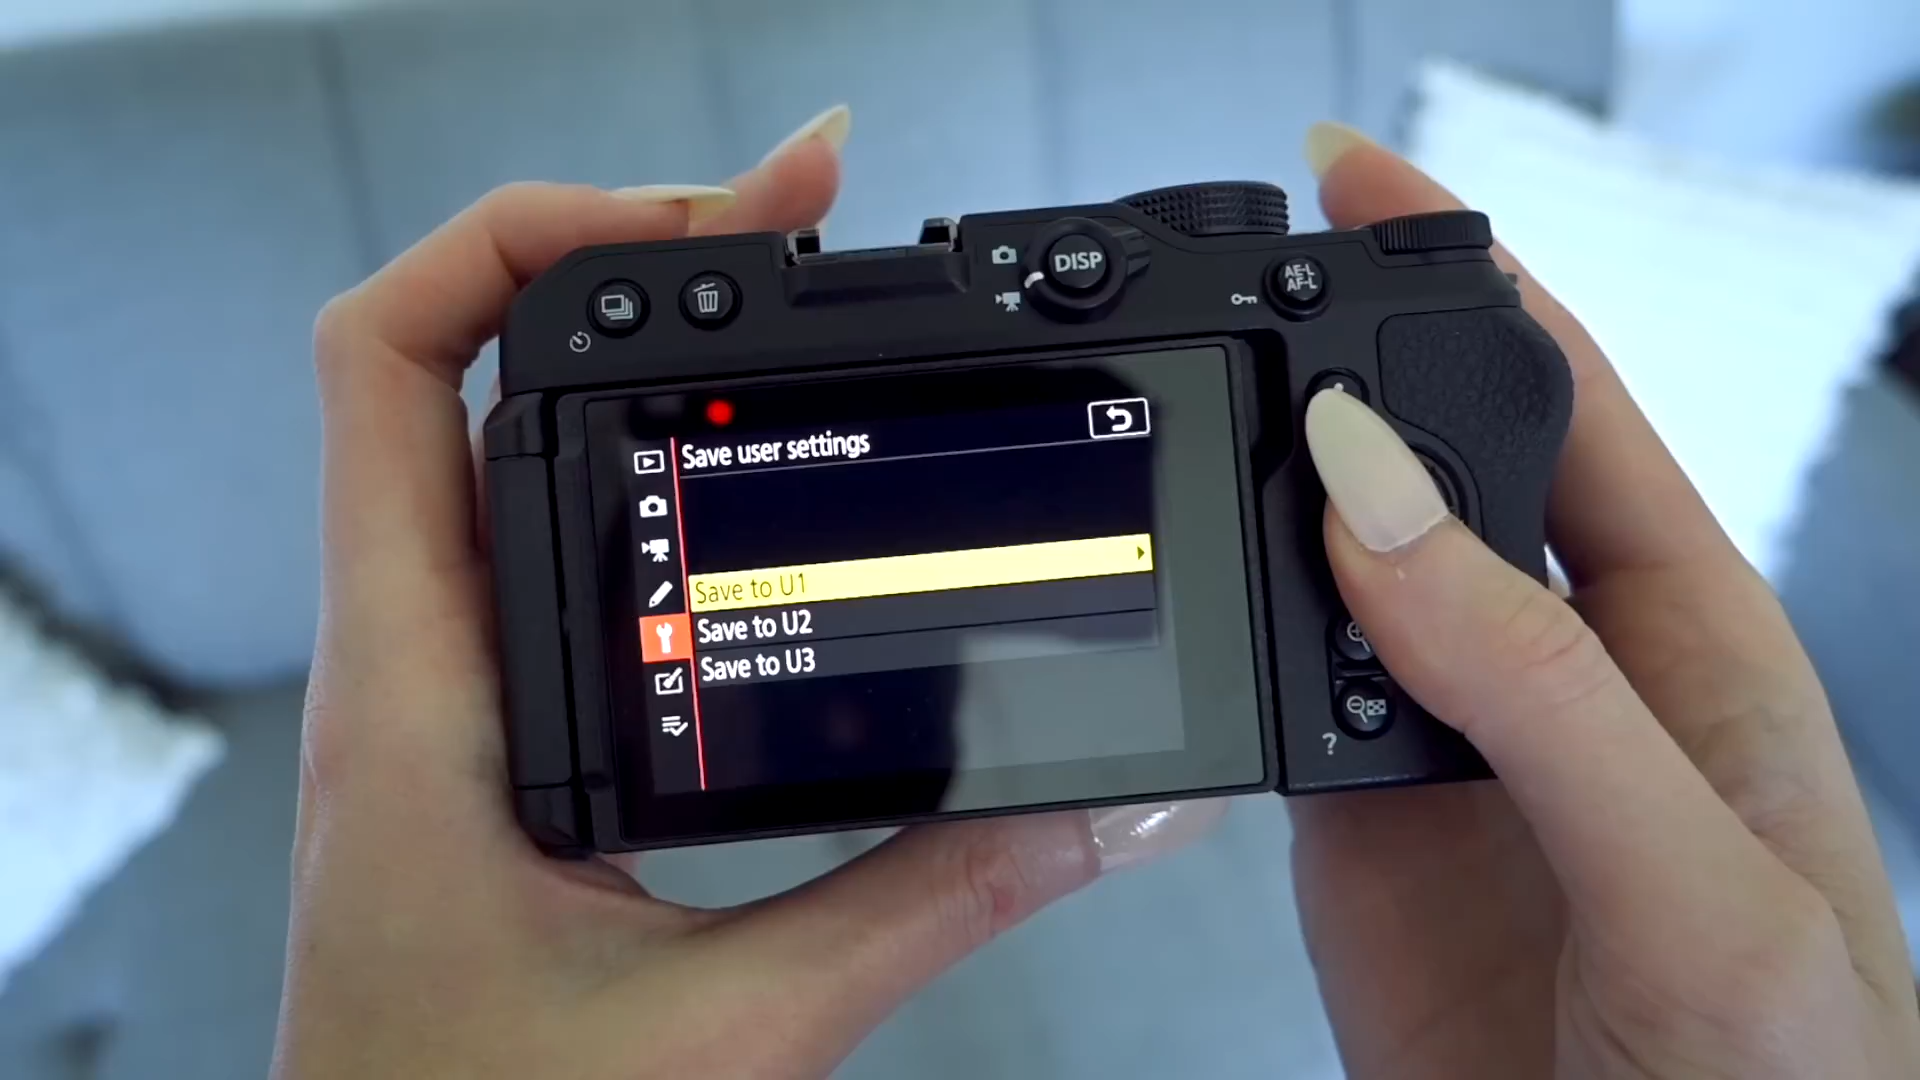 DISP
AE-L
AF-L
Save user settings
Save to U1
Save to U2
Save to U3
?